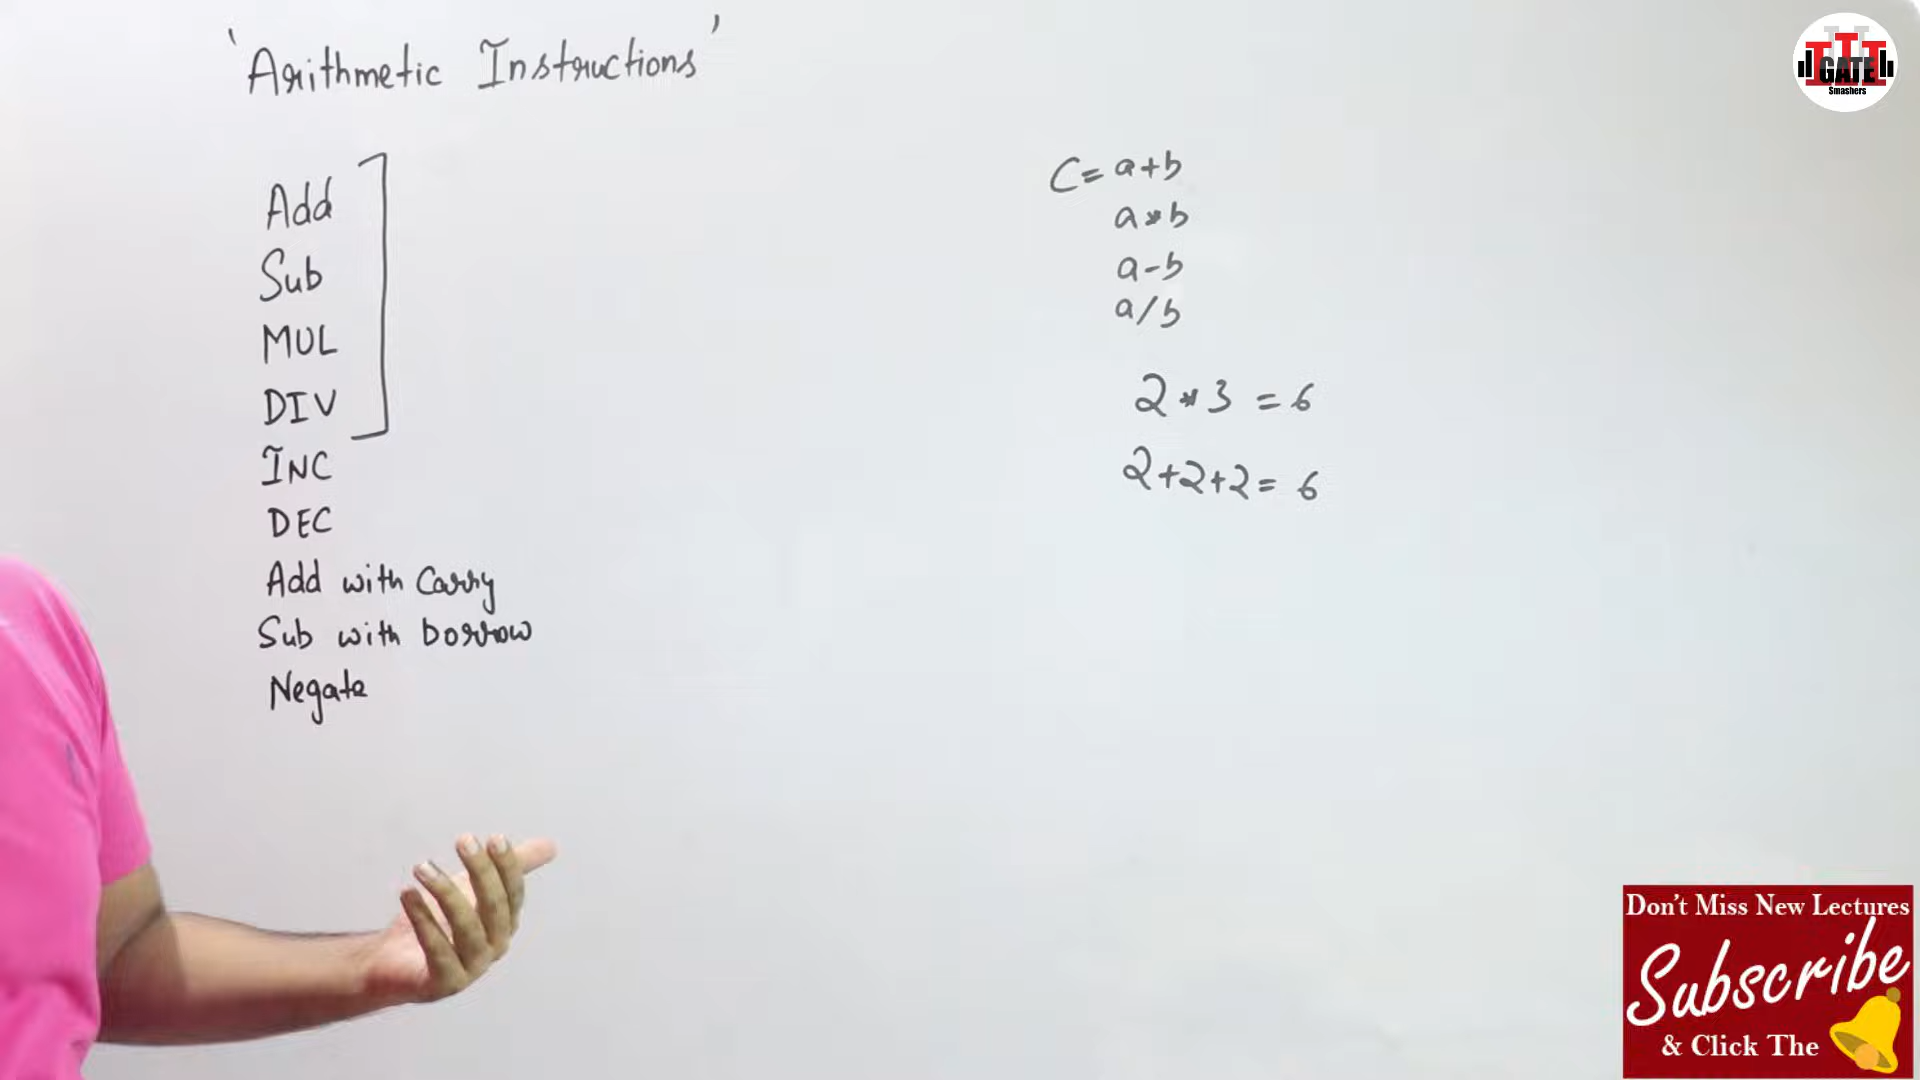 'Arithmetic Instructions'
Add
Sub
MUL
DIV
INC
DEC
Add with Carry
Sub with borrow
Negate
C = a+b
a*b
a-b
a/b
2*3 = 6
2+2+2 = 6
GATE
Smashers
Don't Miss New Lectures
Subscribe
& Click The